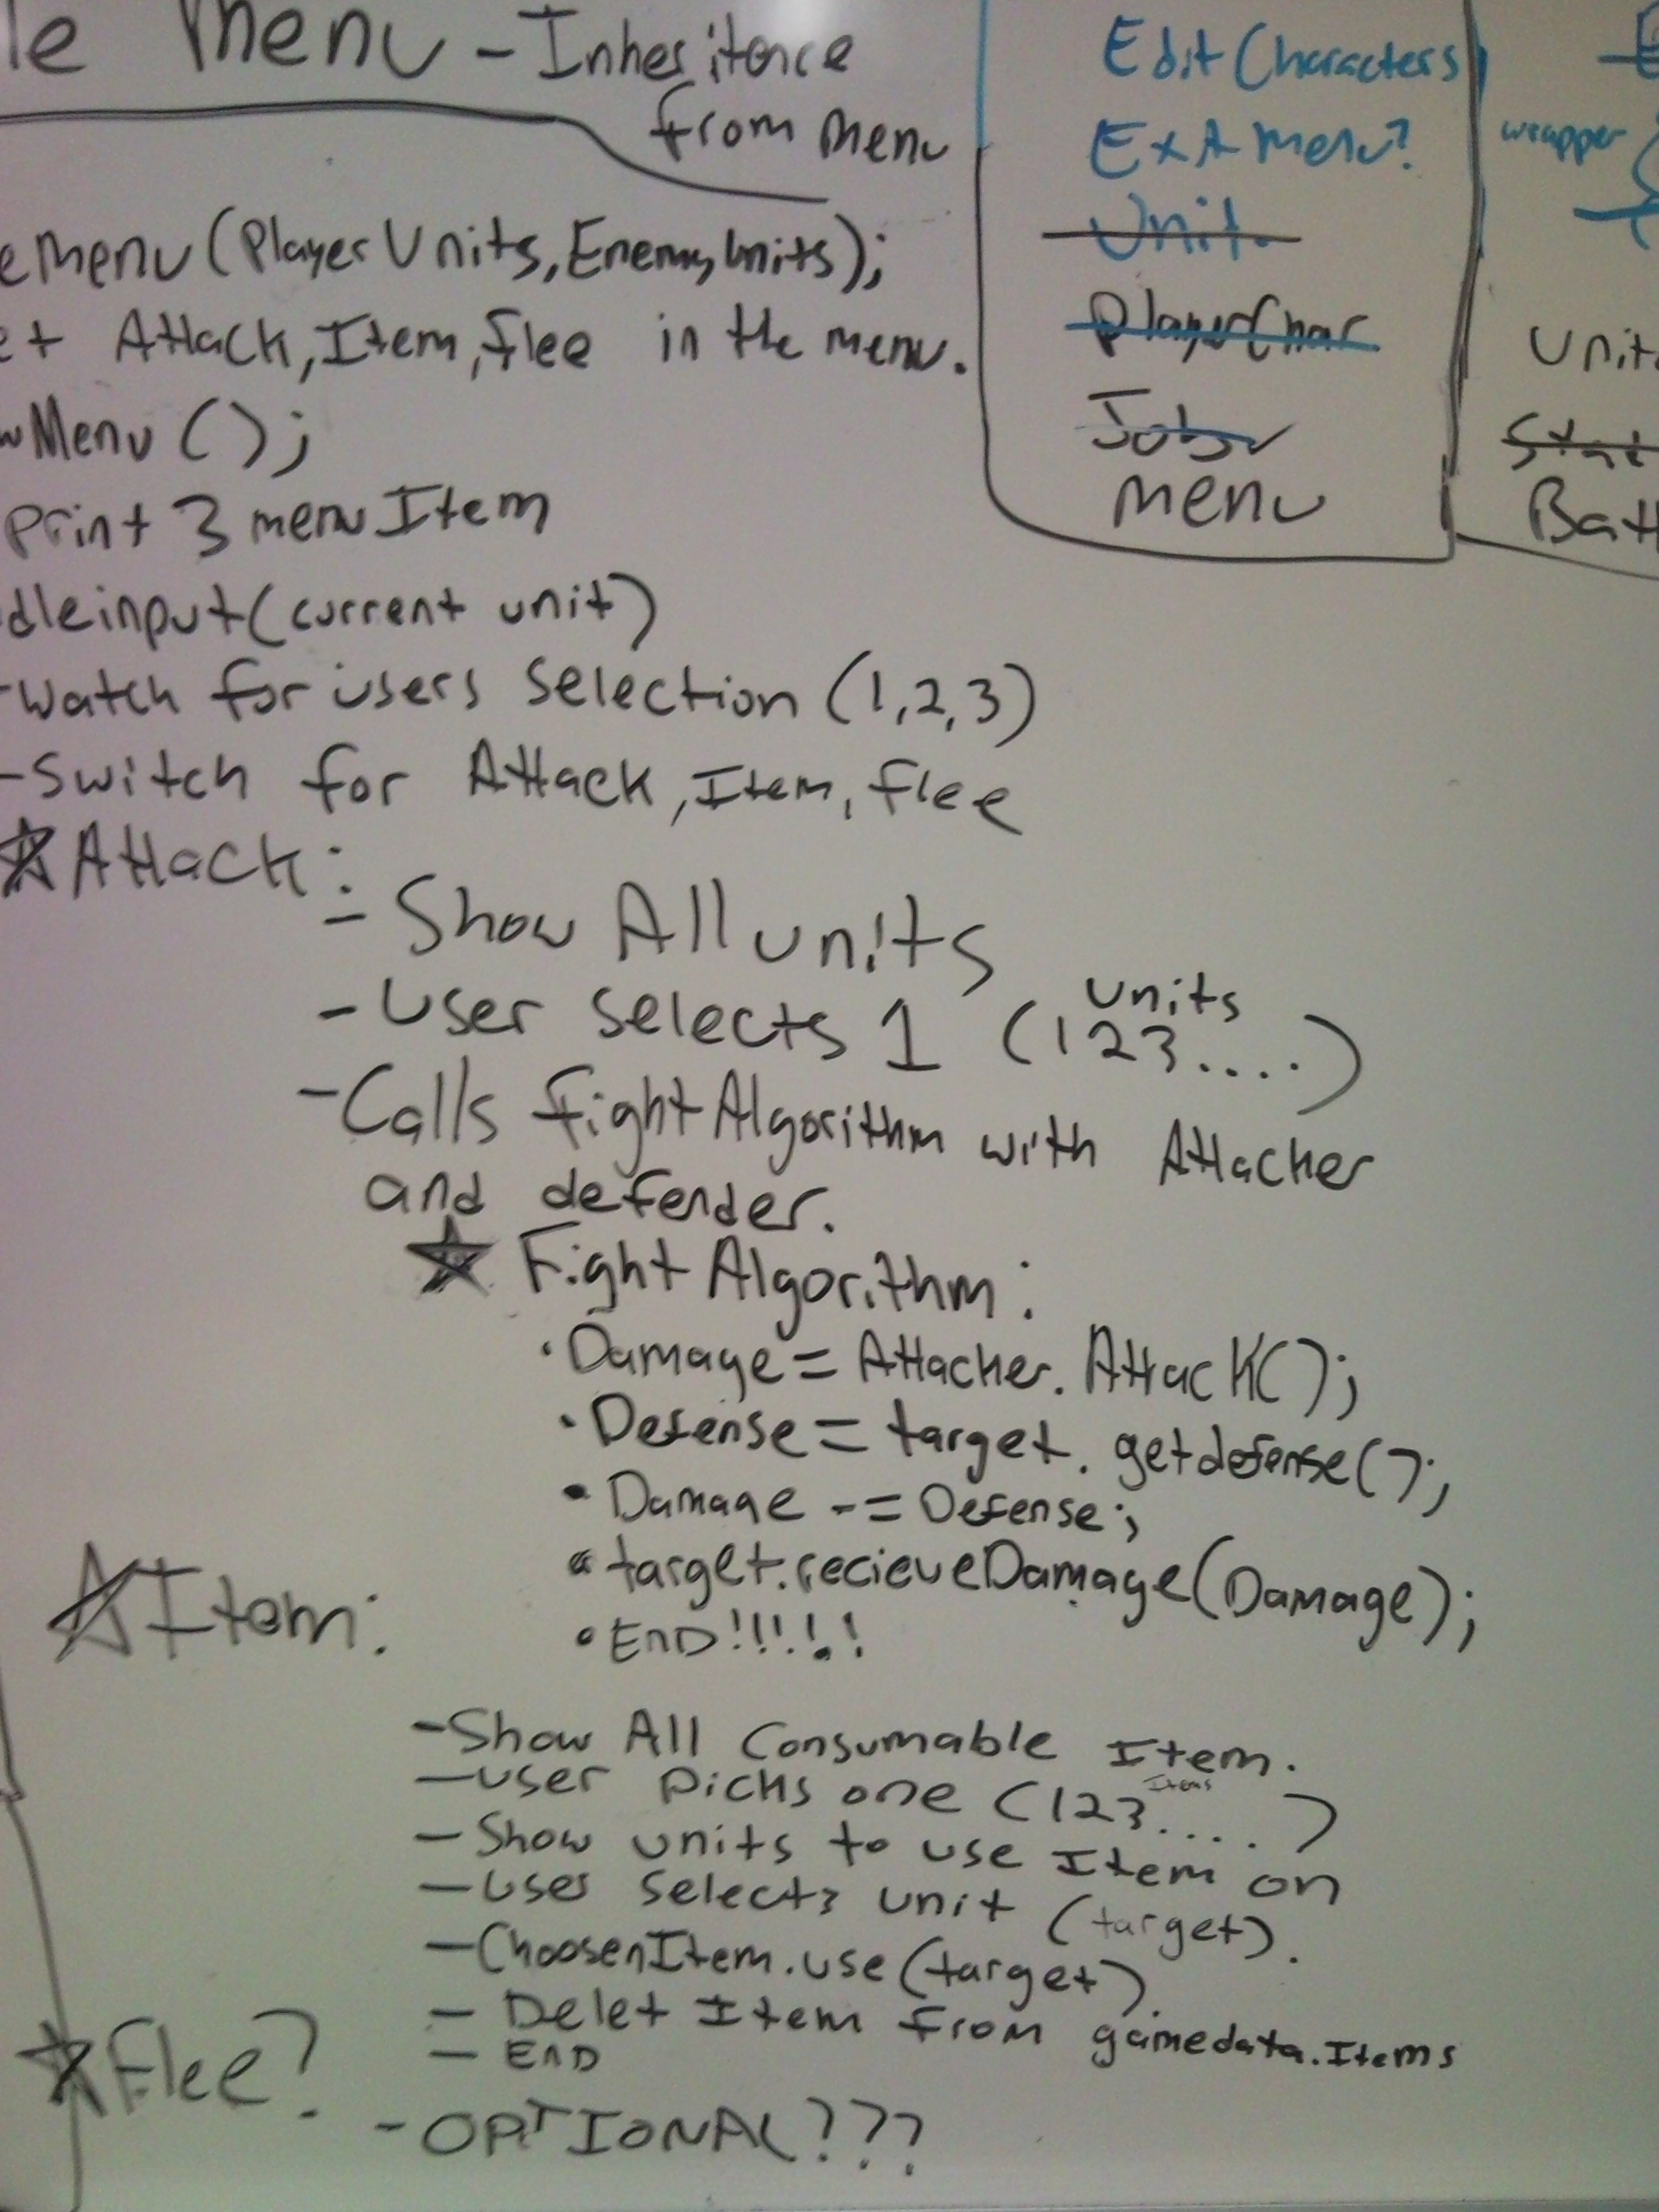 le Menu - Inheritence
from menu
emenu (PlayerUnits, EnemyUnits);
et Attack, Item, flee in the menu.
wMenu ();
Print 3 menu Item
dleinput (current unit)
-watch for users selection (1,2,3)
-Switch for Attack, Item, flee
Attack:
- Show All units
- User selects 1 (123....)
units
- Calls fightAlgorithm with Attacker
and defender.
Fight Algorithm:
• Damage = Attacker. Attack();
• Defense = target. getdefense();
• Damage -= Defense;
• target.recieveDamage(Damage);
• END!!!!!
Item:
- Show All Consumable Item.
- user picks one (123....)
Items
- Show units to use Item on
- User selects unit (target).
- ChoosenItem.use(target).
- Delet Item from gamedata.Items
- END
Flee?
- OPTIONAL???
Edit Characters
Exit Menu?
Unit
PlayerChar
Jobs
menu
wrapper
Unit
Stat
Batt